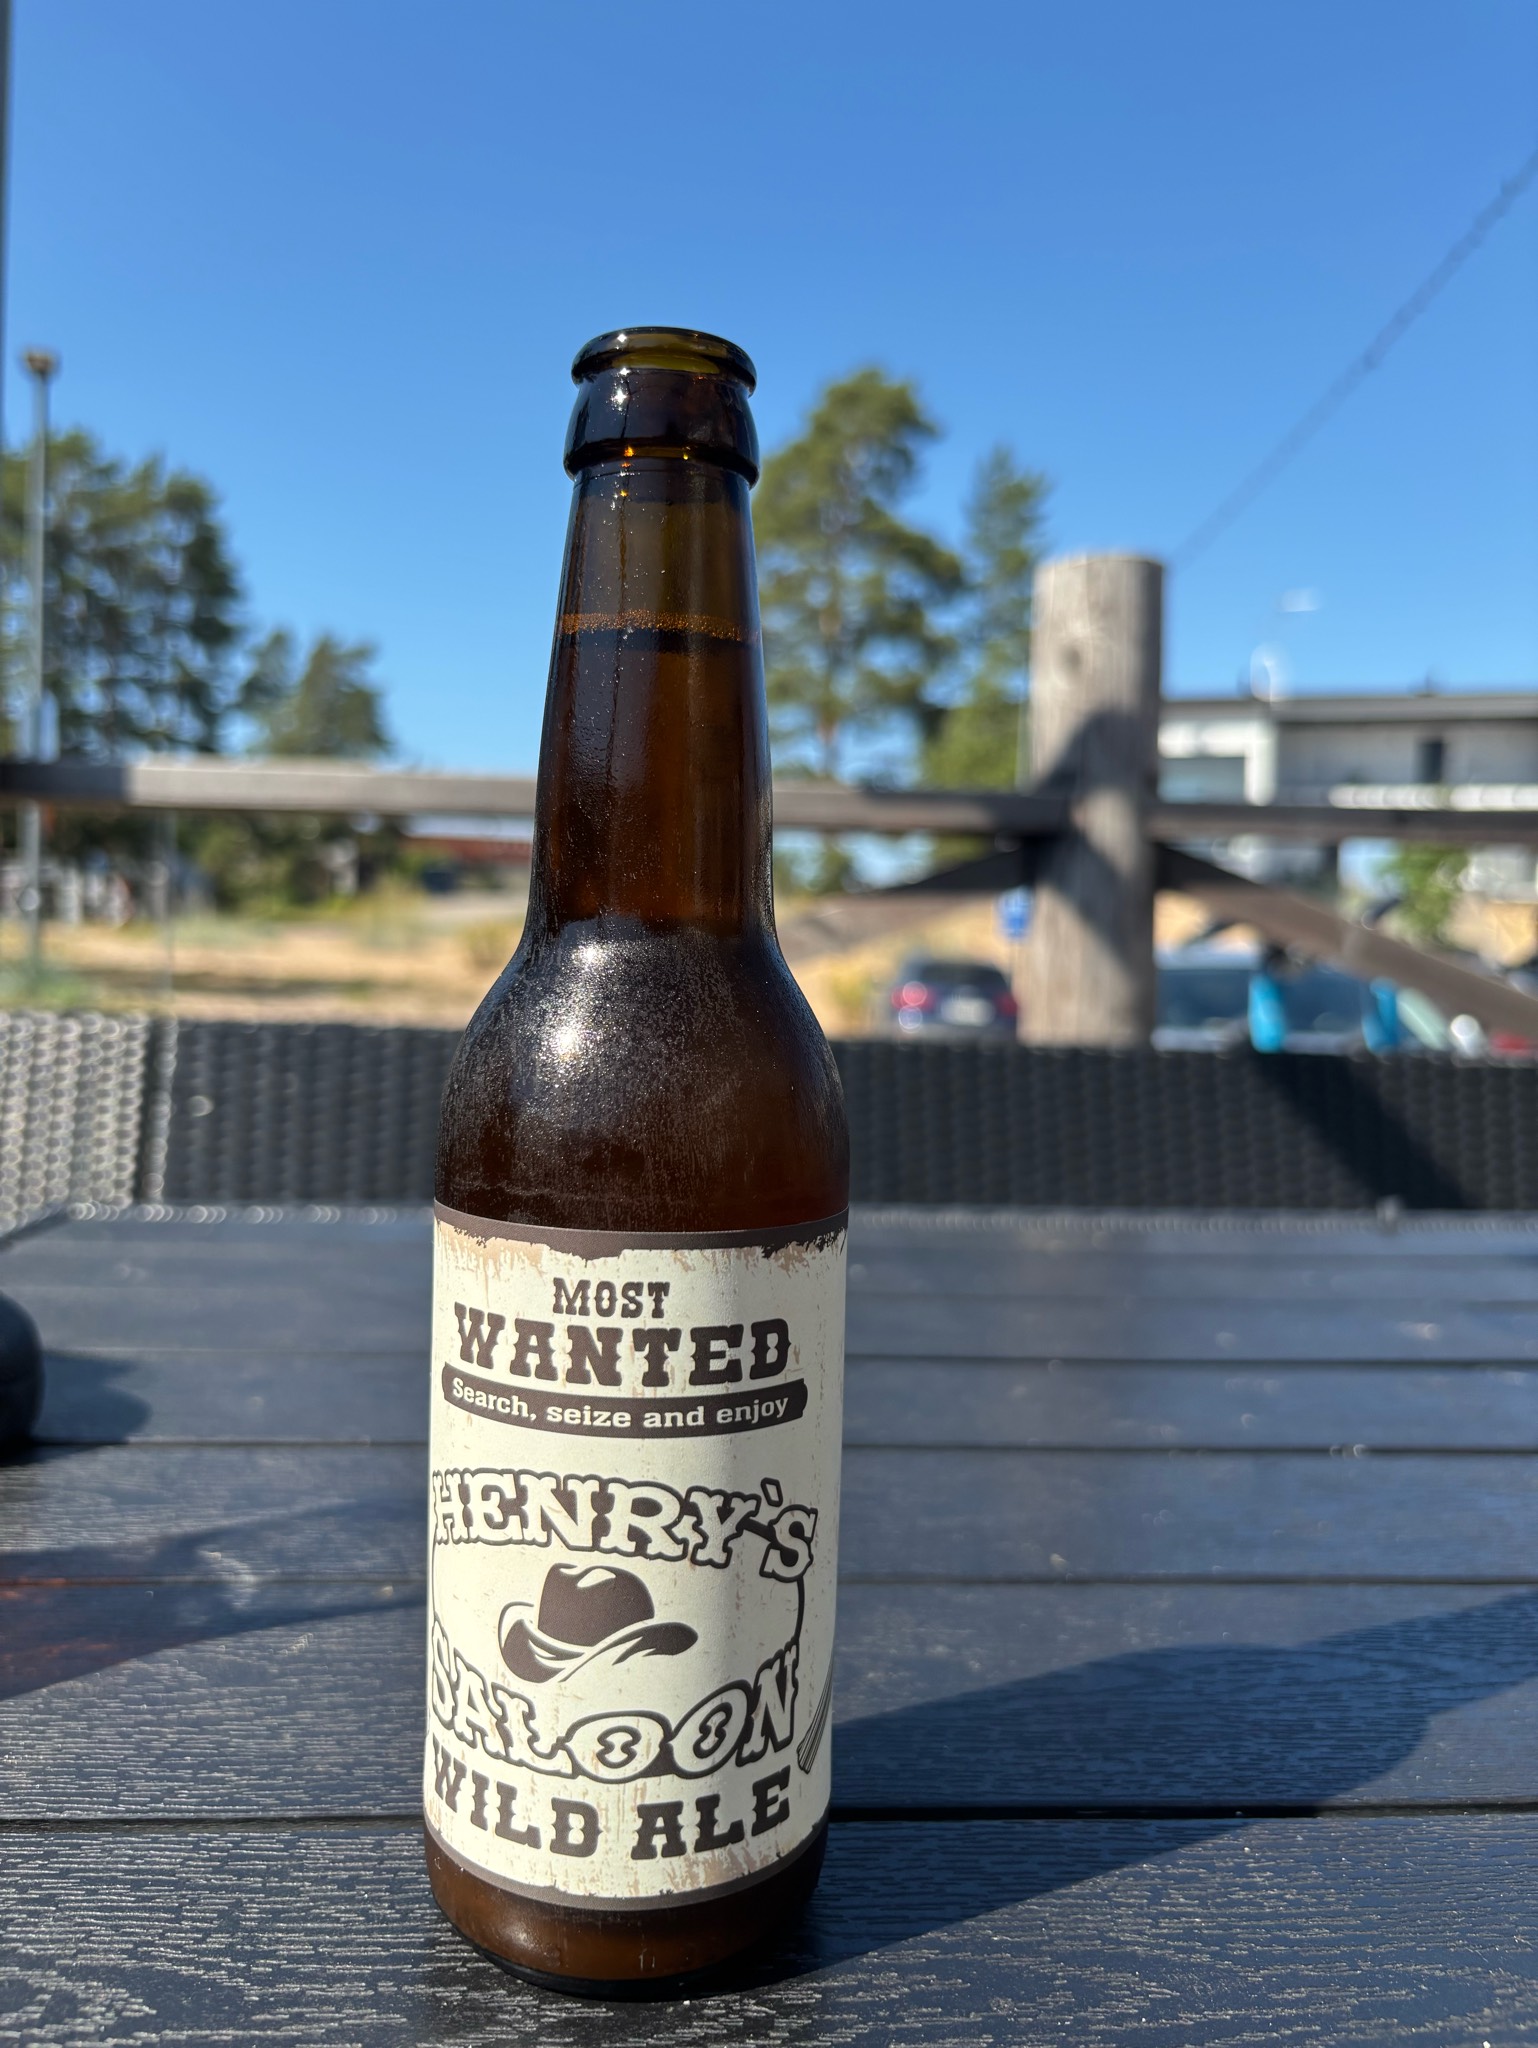 MOST
WANTED
Search, seize and enjoy
HENRY'S
SALOON
WILD ALE